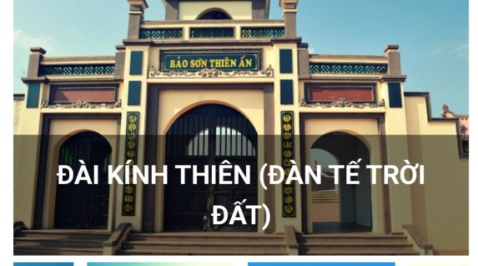 BẢO SƠN THIÊN ẤN
ĐÀI KÍNH THIÊN (ĐÀN TẾ TRỜI
ĐẤT)